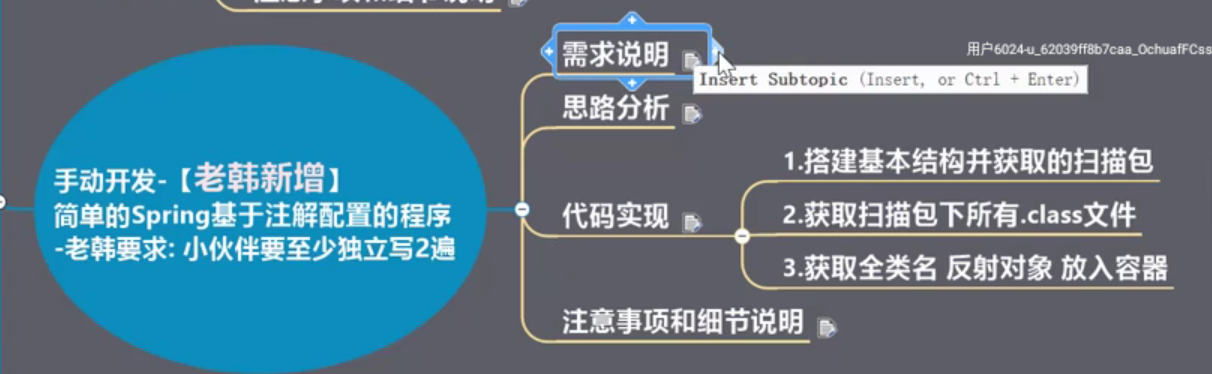 需求说明
用户6024-u_62039ff8b7caa_OchuafFCss
Insert Subtopic (Insert, or Ctrl + Enter)
思路分析
手动开发-【老韩新增】
简单的Spring基于注解配置的程序
-老韩要求: 小伙伴要至少独立写2遍
代码实现
1.搭建基本结构并获取的扫描包
2.获取扫描包下所有.class文件
3.获取全类名 反射对象 放入容器
注意事项和细节说明